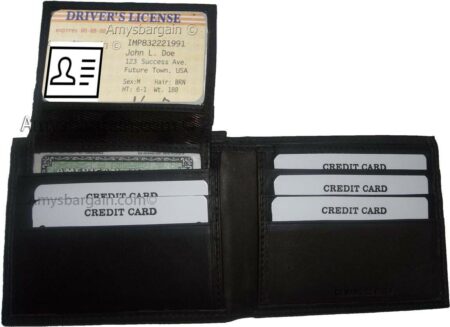 DRIVER'S LICENSE
Amysbargain.com©
IMP832221991
John L. Doe
123 Success Ave.
Future Town, USA
Sex:M Hair: BRN
HT: 6-1 Wt. 180
CREDIT CARD
CREDIT CARD
Amysbargain.com©
CREDIT CARD
CREDIT CARD
CREDIT CARD